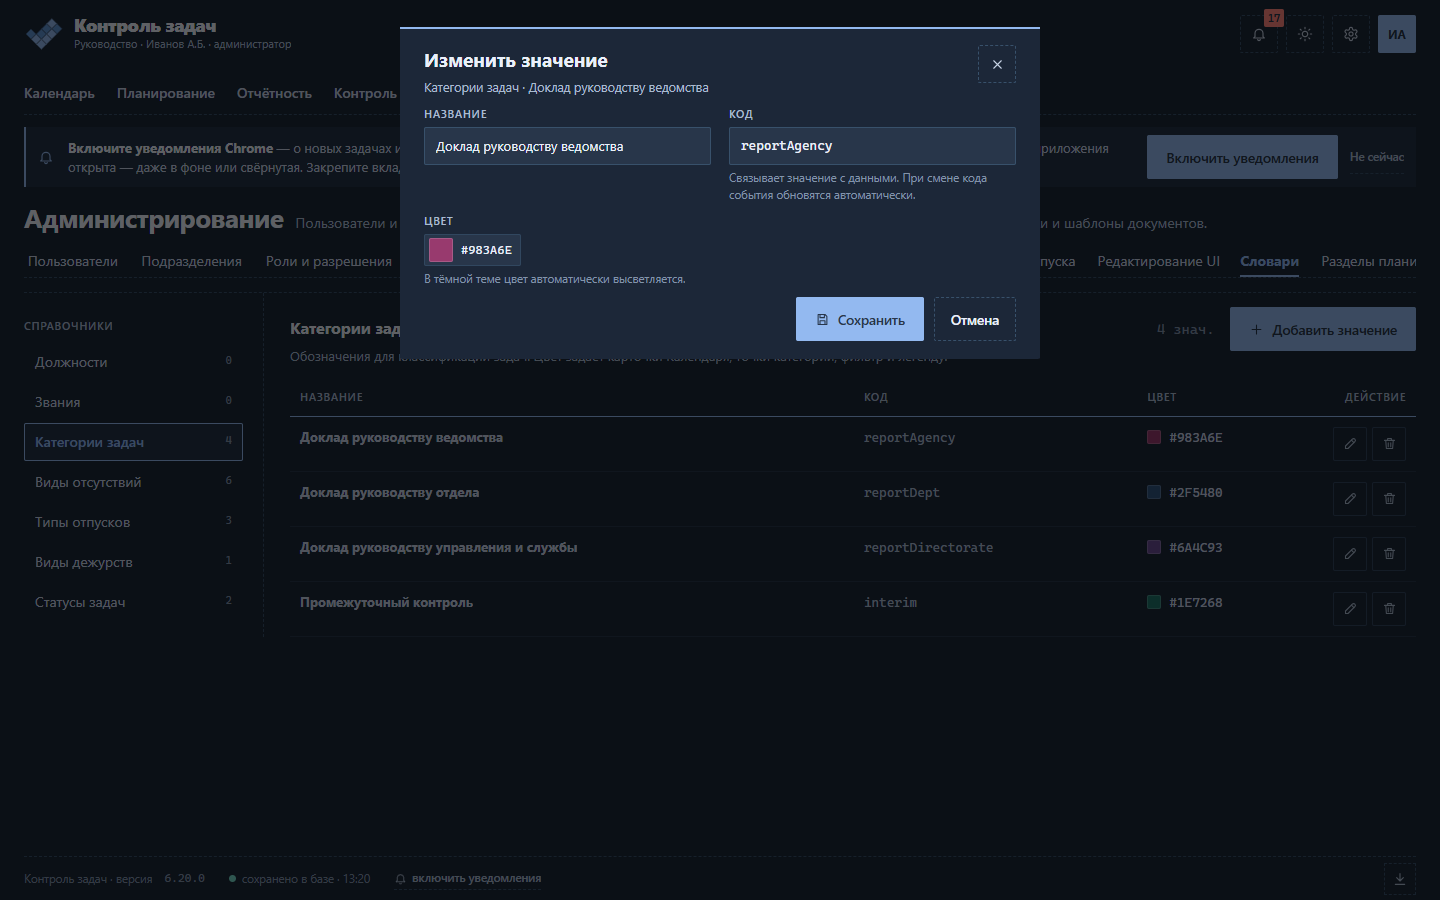 Контроль задач
Руководство · Иванов А.Б. · администратор
17
ИА
Календарь Планирование Отчётность Контроль
Включите уведомления Chrome — о новых задачах и
открыта — даже в фоне или свёрнутая. Закрепите
Включить уведомления
Не сейчас
Администрирование
и шаблоны документов.
Пользователи Подразделения Роли и разрешения
Редактирование UI Словари Разделы
Изменить значение
Категории задач · Доклад руководству ведомства
НАЗВАНИЕ
Доклад руководству ведомства
КОД
reportAgency
Связывает значение с данными. При смене кода
события обновятся автоматически.
ЦВЕТ
#983A6E
В тёмной теме цвет автоматически высветляется.
Сохранить
Отмена
СПРАВОЧНИКИ
Должности 0
Звания 0
Категории задач 4
Виды отсутствий 6
Типы отпусков 3
Виды дежурств 1
Статусы задач 2
Категории
4 знач.
Добавить значение
Обозначения для
НАЗВАНИЕ КОД ЦВЕТ ДЕЙСТВИЕ
Доклад руководству ведомства reportAgency #983A6E
Доклад руководству отдела reportDept #2F5480
Доклад руководству управления и службы reportDirectorate #6A4C93
Промежуточный контроль interim #1E7268
Контроль задач · версия 6.20.0 сохранено в базе · 13:20 включить уведомления